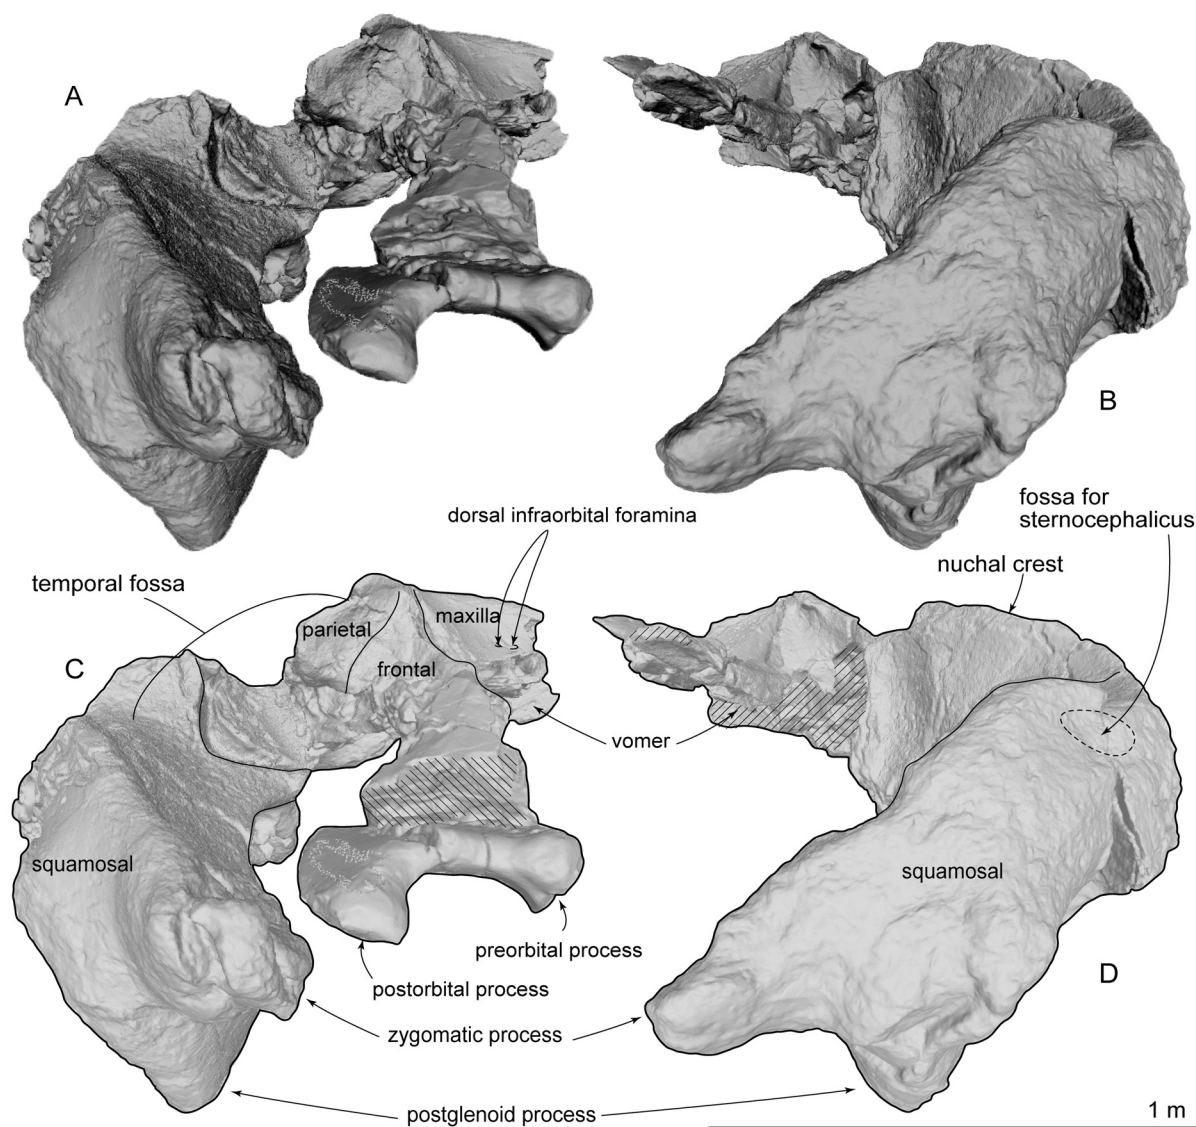 A
B
dorsal infraorbital foramina
fossa for
sternocephalicus
nuchal crest
temporal fossa
maxilla
parietal
frontal
C
vomer
squamosal
squamosal
preorbital process
D
postorbital process
zygomatic process
postglenoid process
1 m